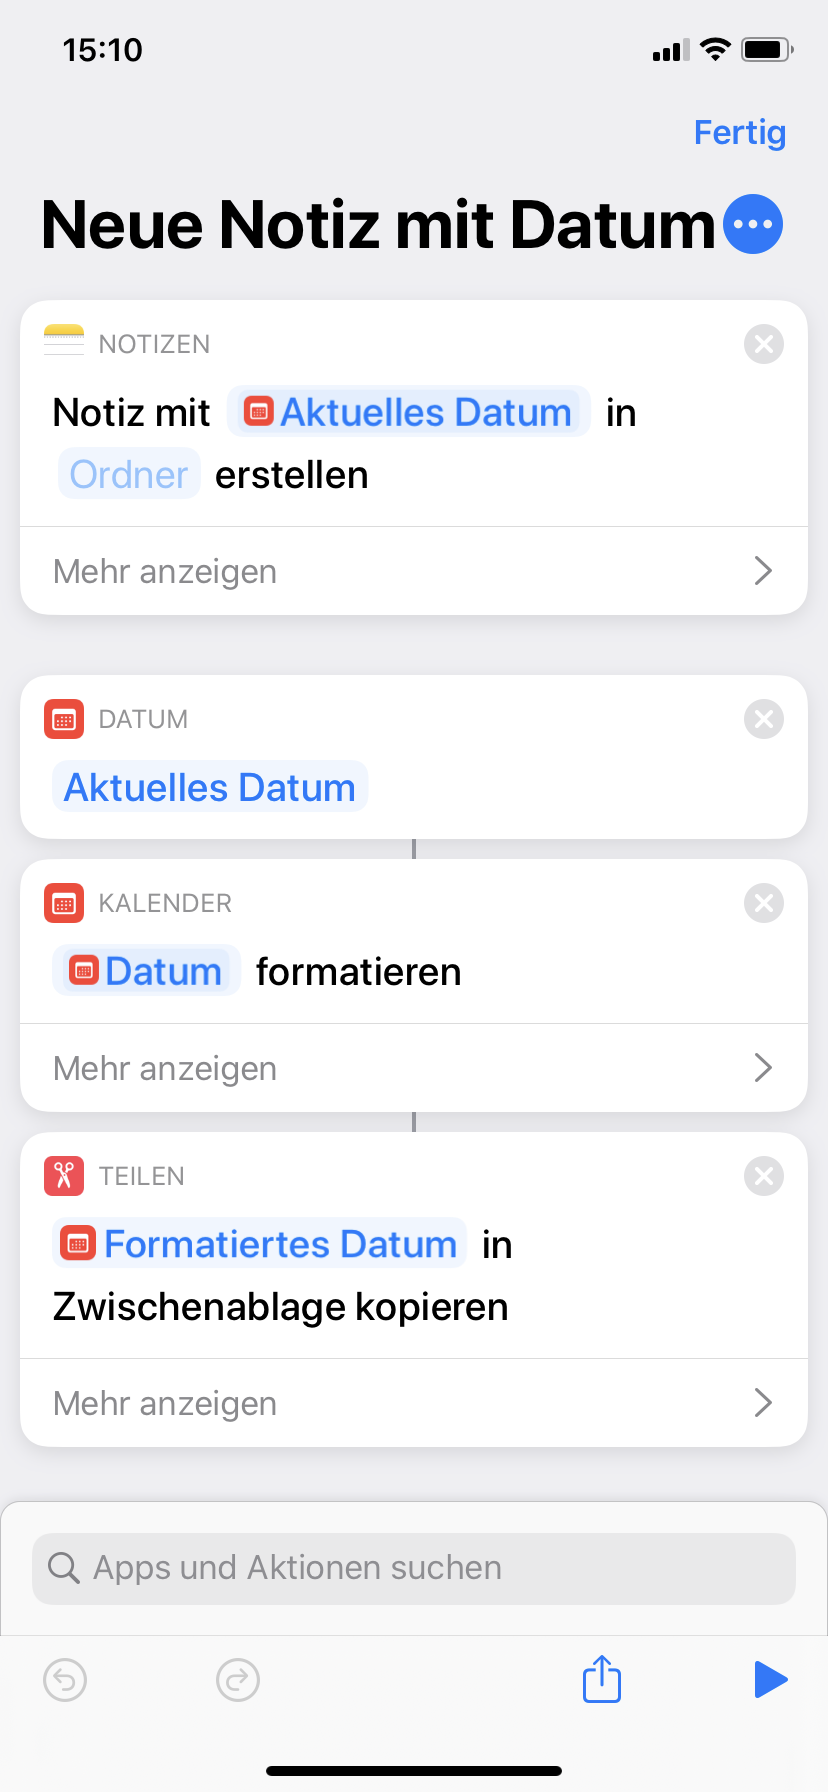 15:10
Fertig
Neue Notiz mit Datum
NOTIZEN
Notiz mit Aktuelles Datum in
Ordner erstellen
Mehr anzeigen
DATUM
Aktuelles Datum
KALENDER
Datum formatieren
Mehr anzeigen
TEILEN
Formatiertes Datum in
Zwischenablage kopieren
Mehr anzeigen
Apps und Aktionen suchen